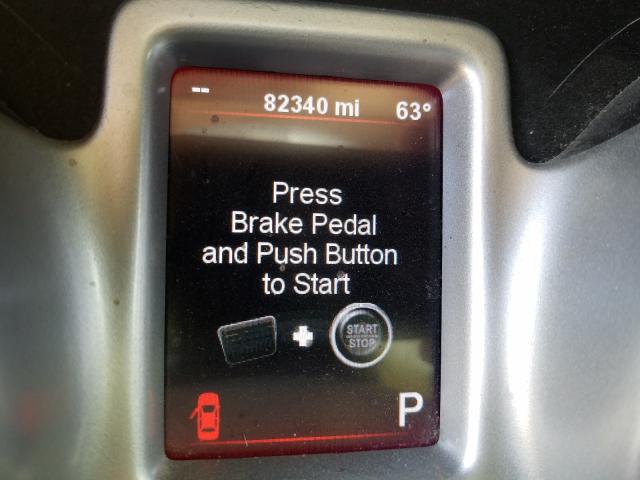 --
82340 mi 63°
Press
Brake Pedal
and Push Button
to Start
START
STOP
P